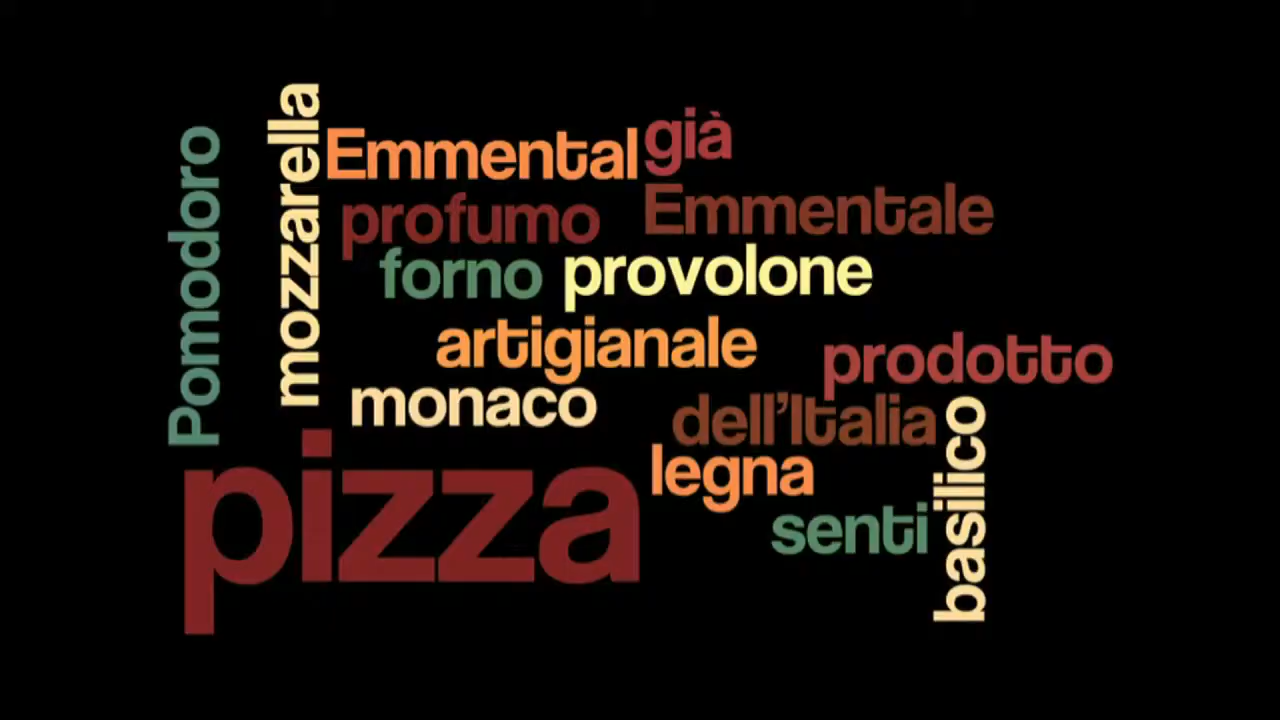 Pomodoro
mozzarella
Emmental
già
profumo
Emmentale
forno
provolone
artigianale
prodotto
monaco
dell’Italia
pizza
legna
senti
basilico